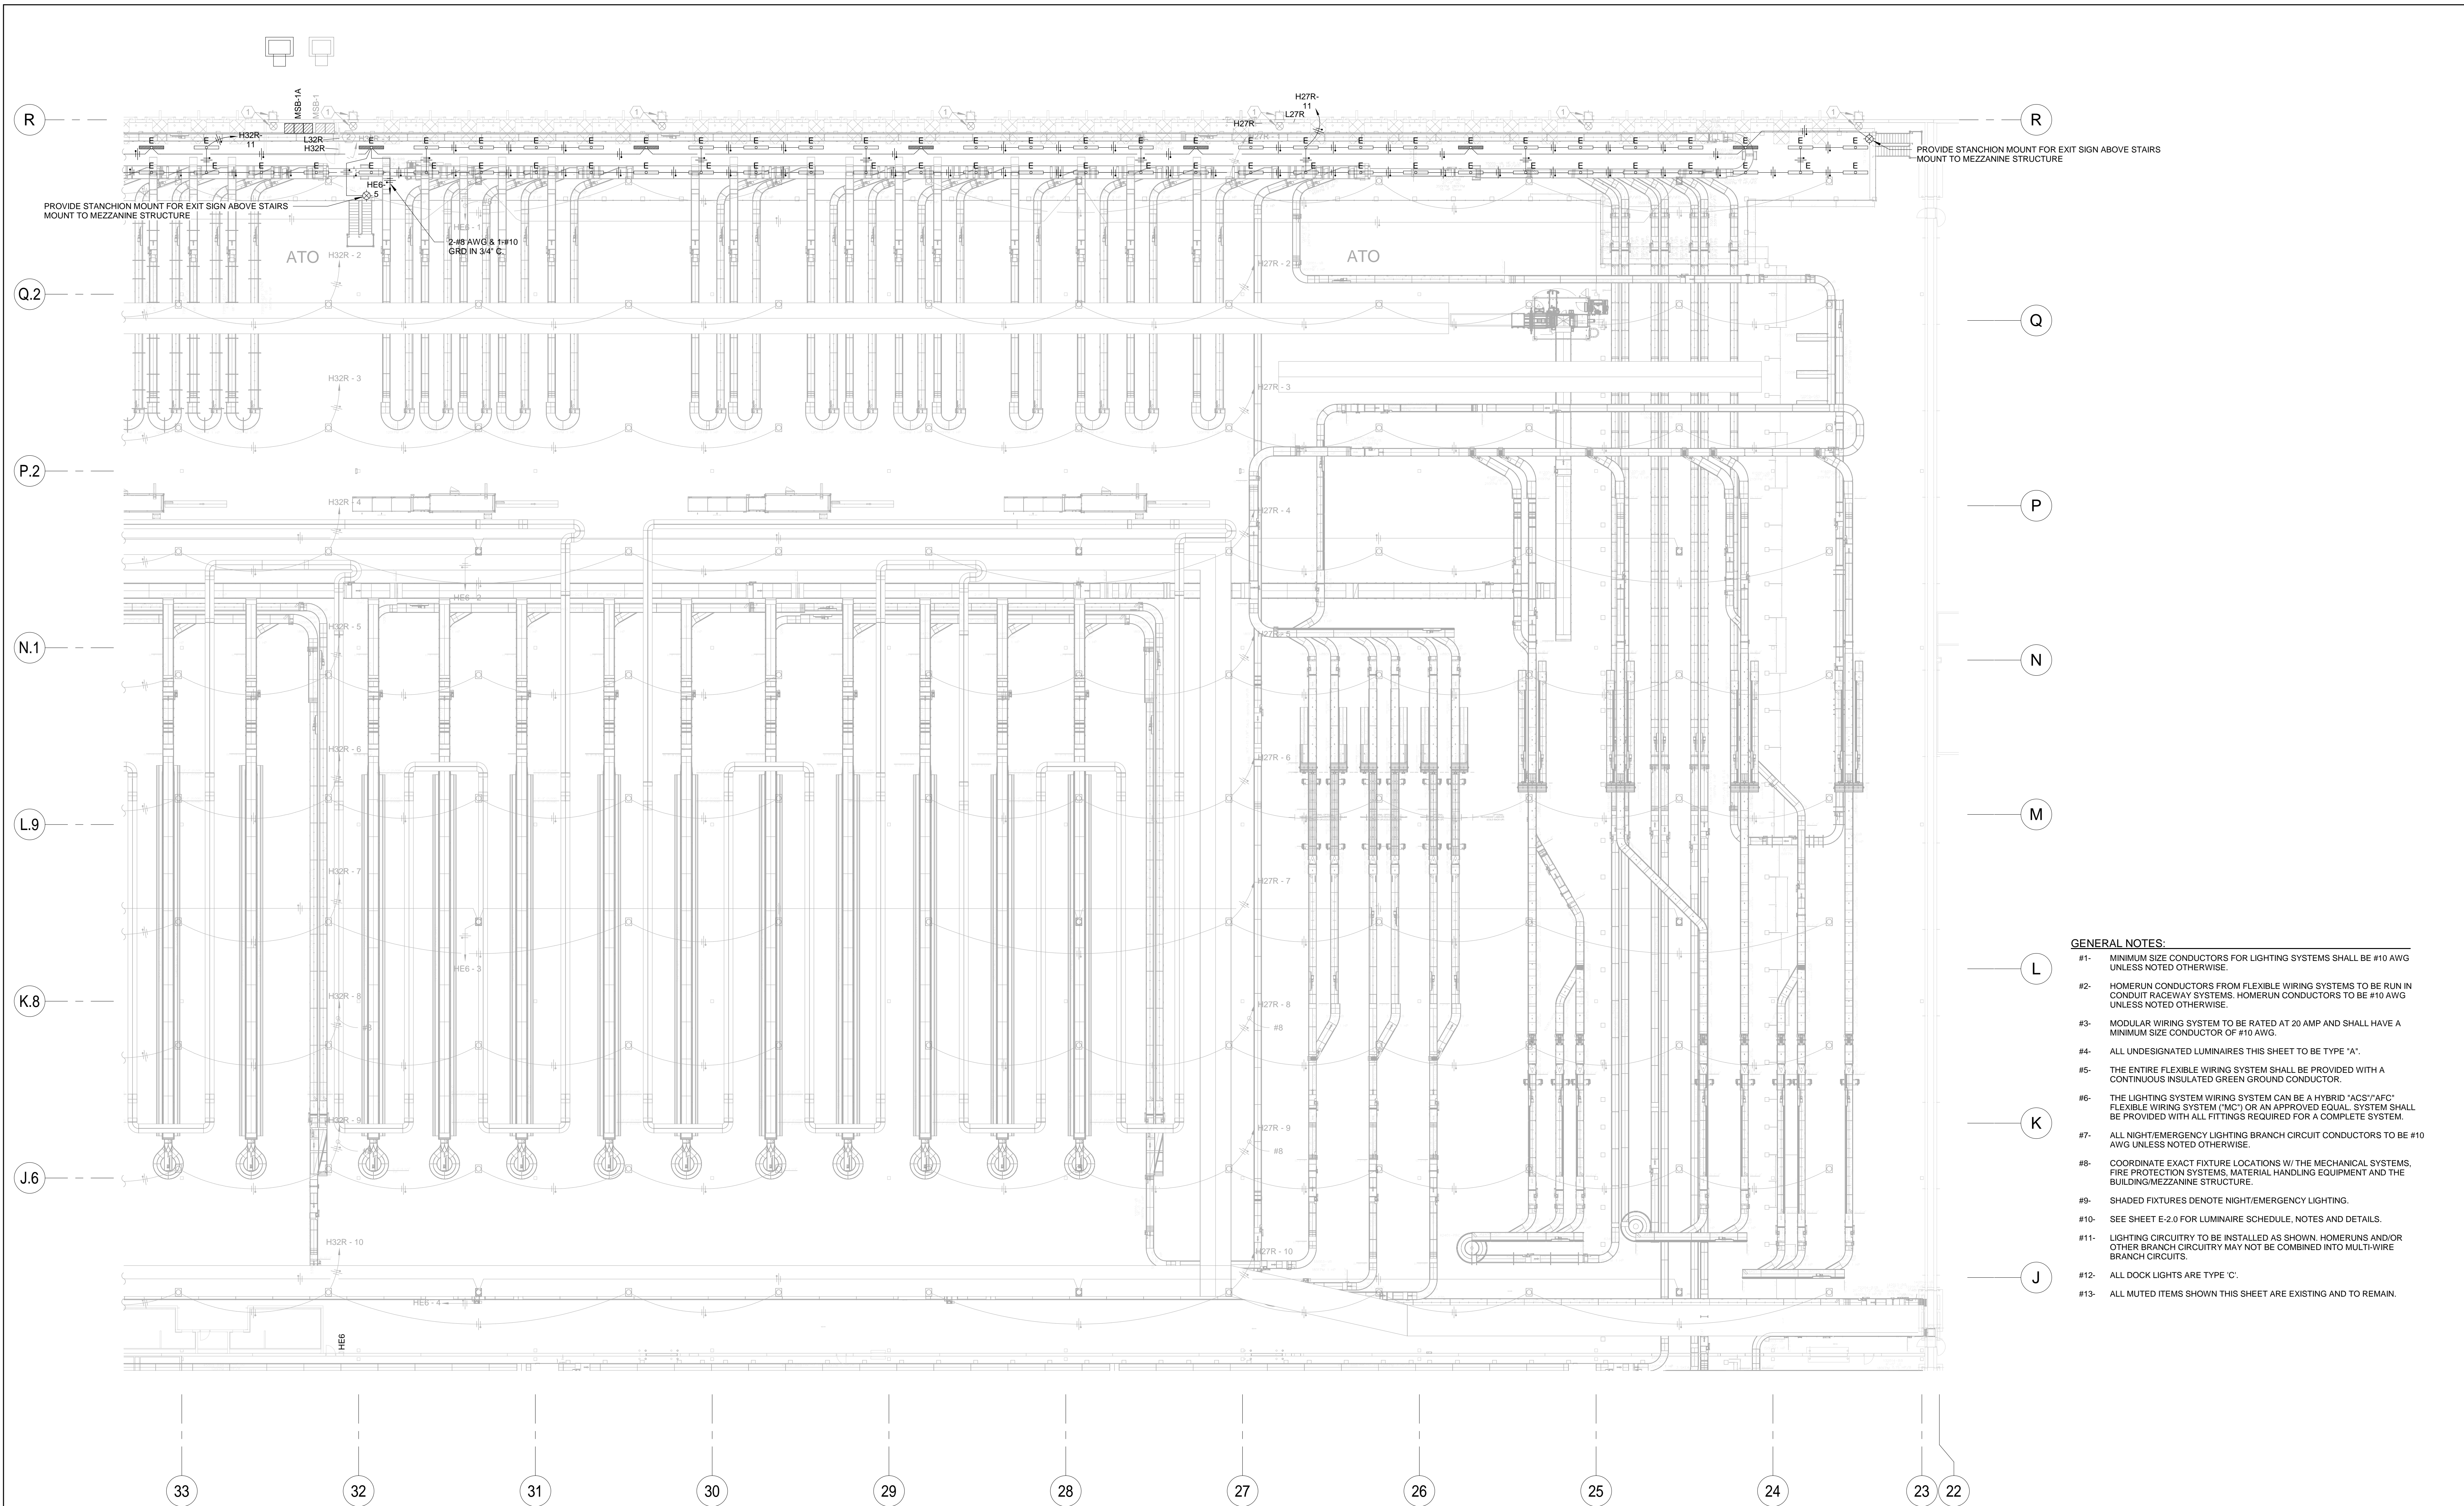 MSB-1A
MSB-1
1
1
1
1
1
1
1
H27R-
11
L27R
H27R
R
R
H32R-
11
L32R
H32R
E E E E E E E E E E E E E E E E E E E E E E E E E E E E E E E E
E E E E E E E E E E E E E E E E E E E E E E E E E E E E E E E E
PROVIDE STANCHION MOUNT FOR EXIT SIGN ABOVE STAIRS
MOUNT TO MEZZANINE STRUCTURE
HE6-
5
PROVIDE STANCHION MOUNT FOR EXIT SIGN ABOVE STAIRS
MOUNT TO MEZZANINE STRUCTURE
HE6 - 1
2-#8 AWG & 1-#10
GRD IN 3/4" C.
ATO
H32R - 2
H27R - 2
ATO
Q.2
Q
H32R - 3
H27R - 3
P.2
H32R - 4
H27R - 4
P
HE6 - 2
H32R - 5
H27R - 5
N.1
N
H32R - 6
H27R - 6
L.9
M
H32R - 7
H27R - 7
HE6 - 3
L
H32R - 8
H27R - 8
K.8
#8
#8
H32R - 9
H27R - 9
K
#8
J.6
H32R - 10
H27R - 10
J
HE6 - 4
HE6
GENERAL NOTES:
#1- MINIMUM SIZE CONDUCTORS FOR LIGHTING SYSTEMS SHALL BE #10 AWG
UNLESS NOTED OTHERWISE.
#2- HOMERUN CONDUCTORS FROM FLEXIBLE WIRING SYSTEMS TO BE RUN IN
CONDUIT RACEWAY SYSTEMS. HOMERUN CONDUCTORS TO BE #10 AWG
UNLESS NOTED OTHERWISE.
#3- MODULAR WIRING SYSTEM TO BE RATED AT 20 AMP AND SHALL HAVE A
MINIMUM SIZE CONDUCTOR OF #10 AWG.
#4- ALL UNDESIGNATED LUMINAIRES THIS SHEET TO BE TYPE "A".
#5- THE ENTIRE FLEXIBLE WIRING SYSTEM SHALL BE PROVIDED WITH A
CONTINUOUS INSULATED GREEN GROUND CONDUCTOR.
#6- THE LIGHTING SYSTEM WIRING SYSTEM CAN BE A HYBRID "ACS"/"AFC"
FLEXIBLE WIRING SYSTEM ("MC") OR AN APPROVED EQUAL. SYSTEM SHALL
BE PROVIDED WITH ALL FITTINGS REQUIRED FOR A COMPLETE SYSTEM.
#7- ALL NIGHT/EMERGENCY LIGHTING BRANCH CIRCUIT CONDUCTORS TO BE #10
AWG UNLESS NOTED OTHERWISE.
#8- COORDINATE EXACT FIXTURE LOCATIONS W/ THE MECHANICAL SYSTEMS,
FIRE PROTECTION SYSTEMS, MATERIAL HANDLING EQUIPMENT AND THE
BUILDING/MEZZANINE STRUCTURE.
#9- SHADED FIXTURES DENOTE NIGHT/EMERGENCY LIGHTING.
#10- SEE SHEET E-2.0 FOR LUMINAIRE SCHEDULE, NOTES AND DETAILS.
#11- LIGHTING CIRCUITRY TO BE INSTALLED AS SHOWN. HOMERUNS AND/OR
OTHER BRANCH CIRCUITRY MAY NOT BE COMBINED INTO MULTI-WIRE
BRANCH CIRCUITS.
#12- ALL DOCK LIGHTS ARE TYPE 'C'.
#13- ALL MUTED ITEMS SHOWN THIS SHEET ARE EXISTING AND TO REMAIN.
33 32 31 30 29 28 27 26 25 24 23 22